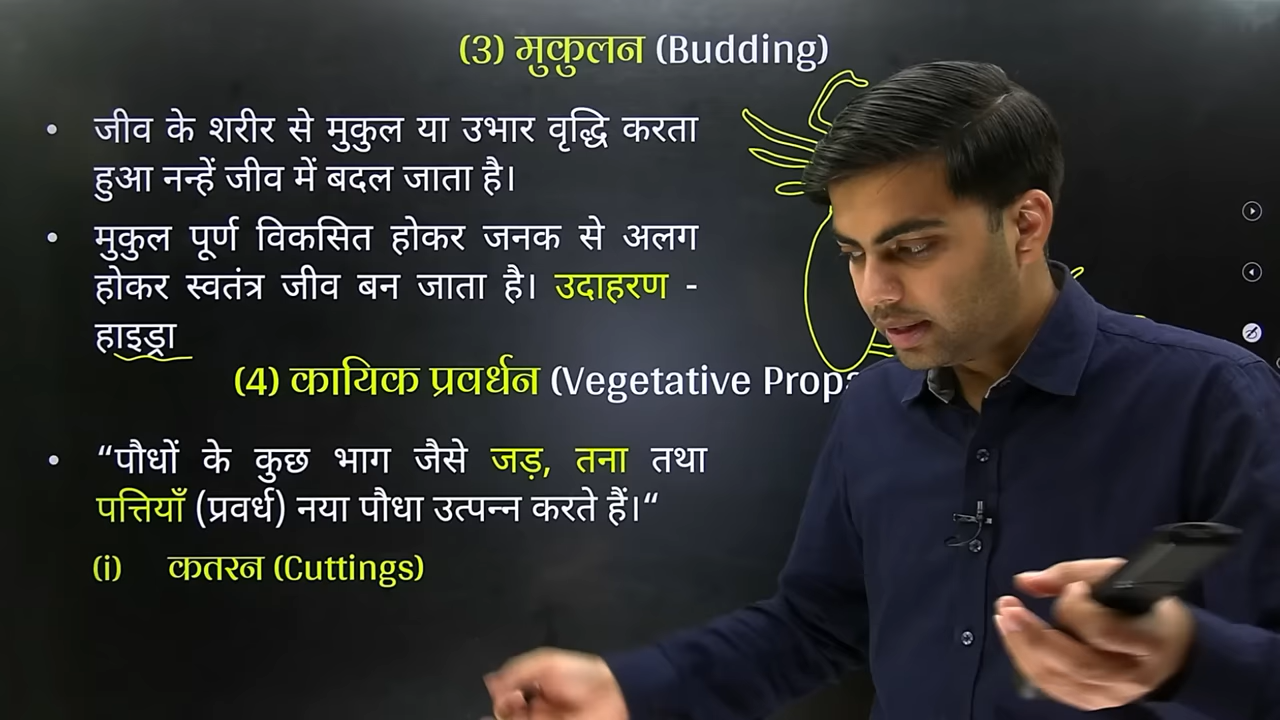 (3) मुकुलन (Budding)
• जीव के शरीर से मुकुल या उभार वृद्धि करता
हुआ नन्हें जीव में बदल जाता है।
• मुकुल पूर्ण विकसित होकर जनक से अलग
होकर स्वतंत्र जीव बन जाता है। उदाहरण -
हाइड्रा
(4) कायिक प्रवर्धन (Vegetative
• “पौधों के कुछ भाग जैसे जड़, तना तथा
पत्तियाँ (प्रवर्ध) नया पौधा उत्पन्न करते हैं।“
(i) कतरन (Cuttings)